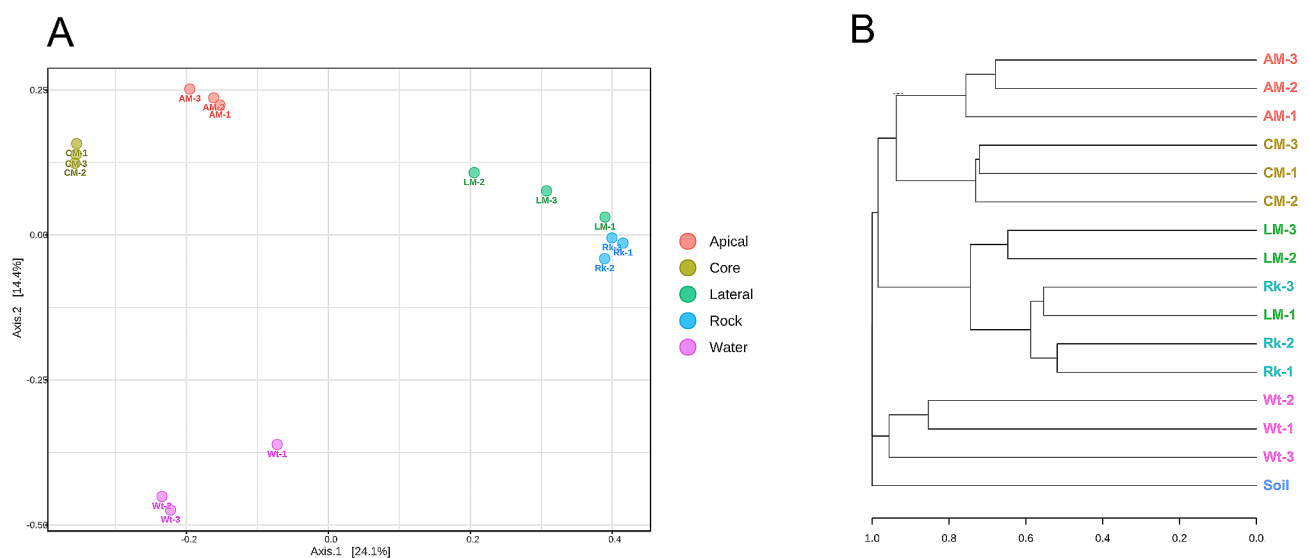 A
B
0.25
0.00
-0.25
-0.50
Axis.2 [14.4%]
AM-3
AM-2
AM-1
CM-1
CM-3
CM-2
LM-2
LM-3
LM-1
Rk-3
Rk-1
Rk-2
Wt-1
Wt-2
Wt-3
-0.2
0.0
0.2
0.4
Axis.1 [24.1%]
Apical
Core
Lateral
Rock
Water
AM-3
AM-2
AM-1
CM-3
CM-1
CM-2
LM-3
LM-2
Rk-3
LM-1
Rk-2
Rk-1
Wt-2
Wt-1
Wt-3
Soil
1.0
0.8
0.6
0.4
0.2
0.0